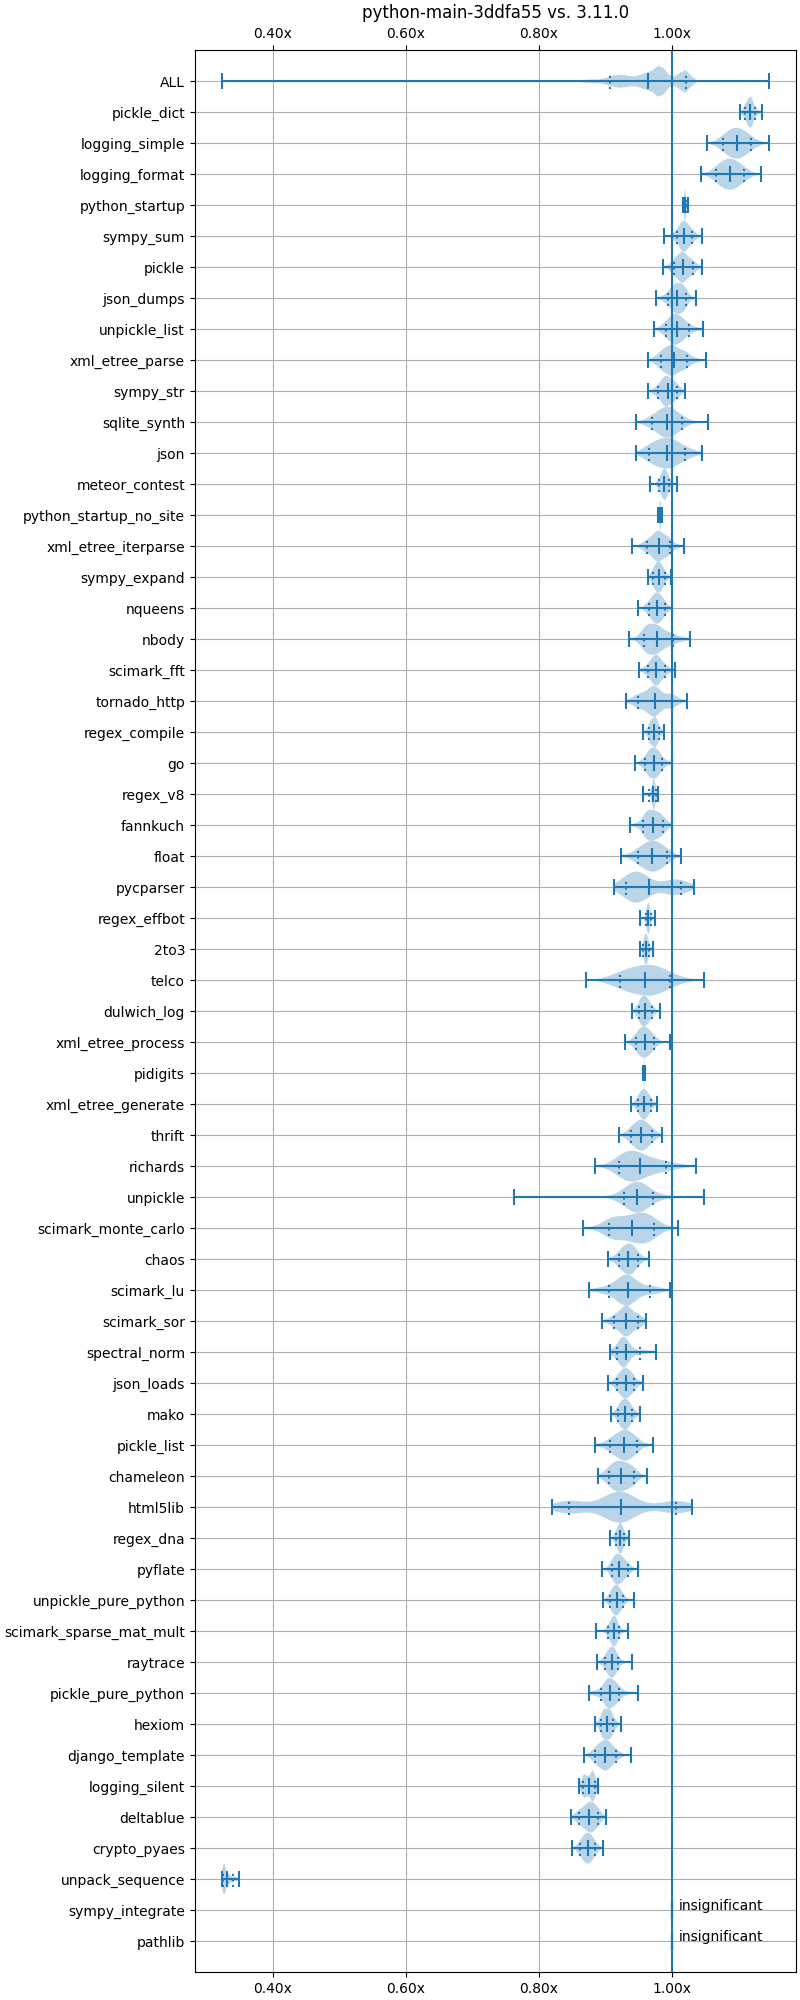 python-main-3ddfa55 vs. 3.11.0
0.40x 0.60x 0.80x 1.00x
ALL
pickle_dict
logging_simple
logging_format
python_startup
sympy_sum
pickle
json_dumps
unpickle_list
xml_etree_parse
sympy_str
sqlite_synth
json
meteor_contest
python_startup_no_site
xml_etree_iterparse
sympy_expand
nqueens
nbody
scimark_fft
tornado_http
regex_compile
go
regex_v8
fannkuch
float
pycparser
regex_effbot
2to3
telco
dulwich_log
xml_etree_process
pidigits
xml_etree_generate
thrift
richards
unpickle
scimark_monte_carlo
chaos
scimark_lu
scimark_sor
spectral_norm
json_loads
mako
pickle_list
chameleon
html5lib
regex_dna
pyflate
unpickle_pure_python
scimark_sparse_mat_mult
raytrace
pickle_pure_python
hexiom
django_template
logging_silent
deltablue
crypto_pyaes
unpack_sequence
sympy_integrate insignificant
pathlib insignificant
0.40x 0.60x 0.80x 1.00x